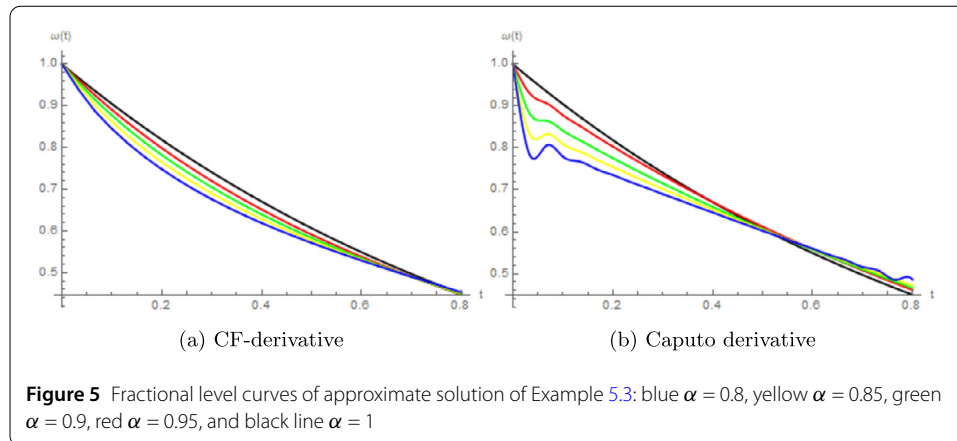 ω(t)
1.0
0.9
0.8
0.7
0.6
0.5
0.2
0.4
0.6
0.8
t
(a) CF-derivative
ω(t)
1.0
0.9
0.8
0.7
0.6
0.5
0.2
0.4
0.6
0.8
t
(b) Caputo derivative
Figure 5 Fractional level curves of approximate solution of Example 5.3: blue α = 0.8, yellow α = 0.85, green
α = 0.9, red α = 0.95, and black line α = 1